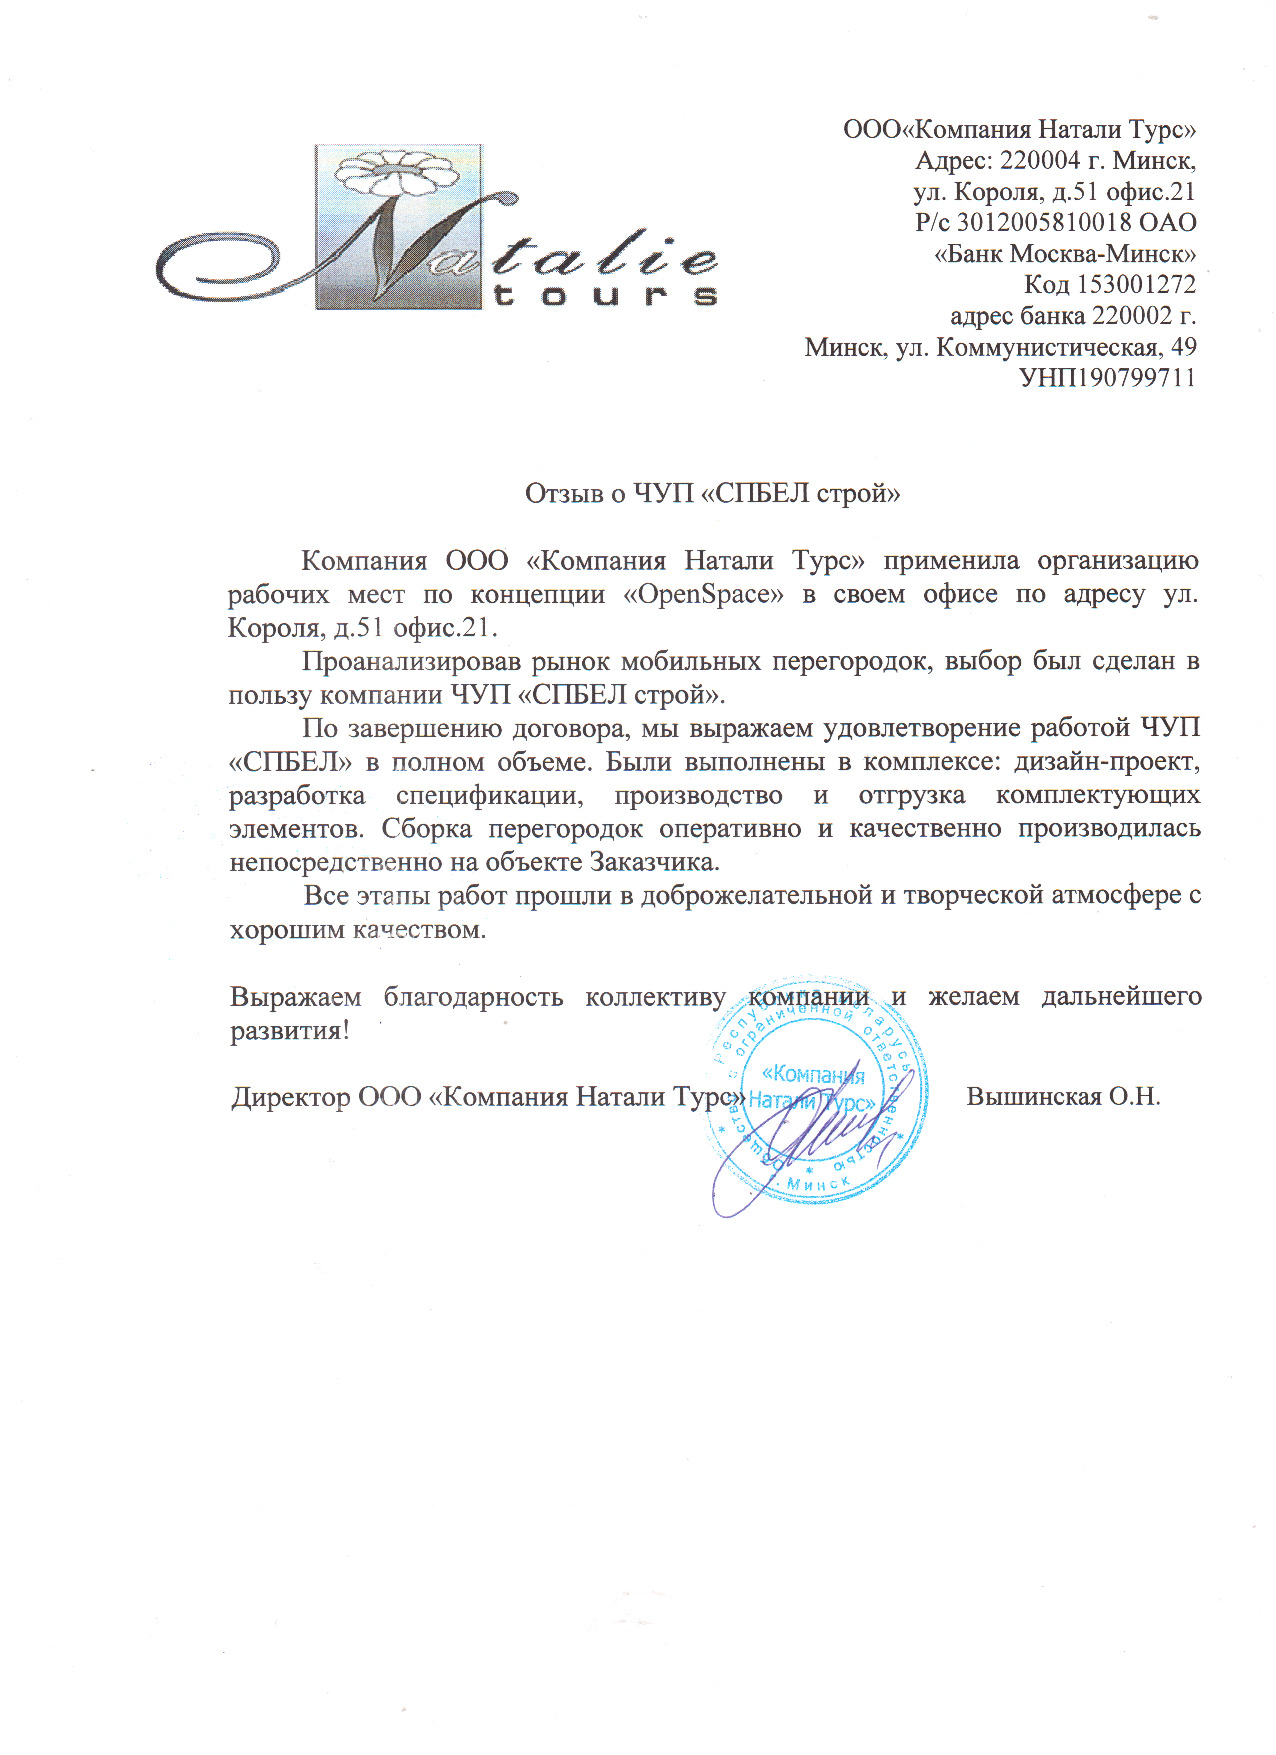 ООО«Компания Натали Турс»
Адрес: 220004 г. Минск,
ул. Короля, д.51 офис.21
Р/с 3012005810018 ОАО
«Банк Москва-Минск»
Код 153001272
адрес банка 220002 г.
Минск, ул. Коммунистическая, 49
УНП190799711
Natalie
tours
Отзыв о ЧУП «СПБЕЛ строй»
Компания ООО «Компания Натали Турс» применила организацию
рабочих мест по концепции «OpenSpace» в своем офисе по адресу ул.
Короля, д.51 офис.21.
Проанализировав рынок мобильных перегородок, выбор был сделан в
пользу компании ЧУП «СПБЕЛ строй».
По завершению договора, мы выражаем удовлетворение работой ЧУП
«СПБЕЛ» в полном объеме. Были выполнены в комплексе: дизайн-проект,
разработка спецификации, производство и отгрузка комплектующих
элементов. Сборка перегородок оперативно и качественно производилась
непосредственно на объекте Заказчика.
Все этапы работ прошли в доброжелательной и творческой атмосфере с
хорошим качеством.
Выражаем благодарность коллективу компании и желаем дальнейшего
развития!
Директор ООО «Компания Натали Турс» Вышинская О.Н.
Республика Беларусь
Общество с ограниченной ответственностью
«Компания
Натали Турс»
г. Минск